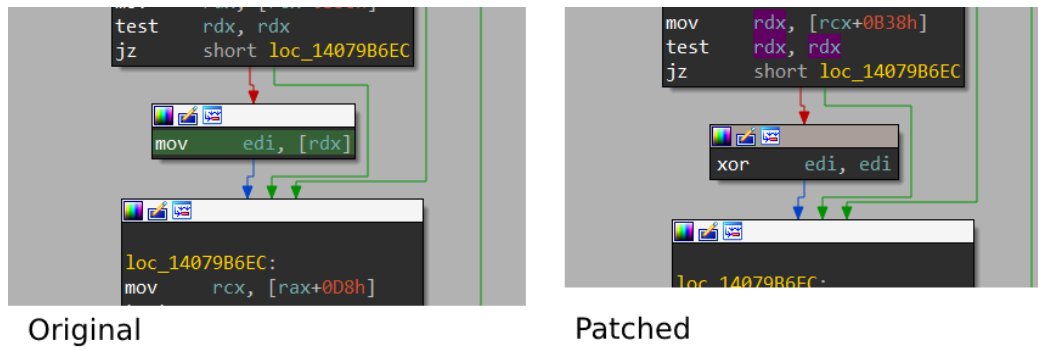 test rdx, rdx
jz short loc_14079B6EC
mov edi, [rdx]
loc_14079B6EC:
mov rcx, [rax+0D8h]
Original
mov rdx, [rcx+0B38h]
test rdx, rdx
jz short loc_14079B6EC
xor edi, edi
loc_14079B6EC:
Patched